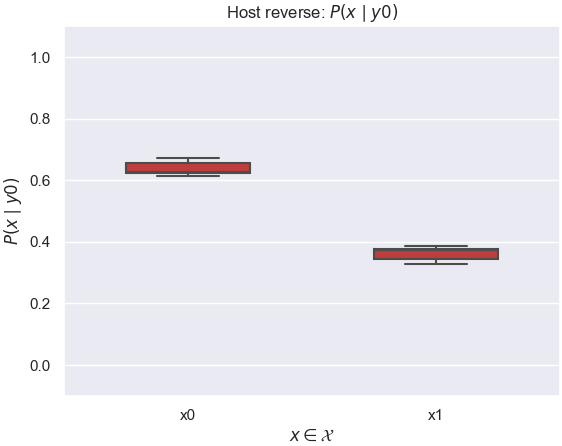 Host reverse: P(x | y0)
P(x | y0)
1.0
0.8
0.6
0.4
0.2
0.0
x0 x1
x ∈ 𝒳